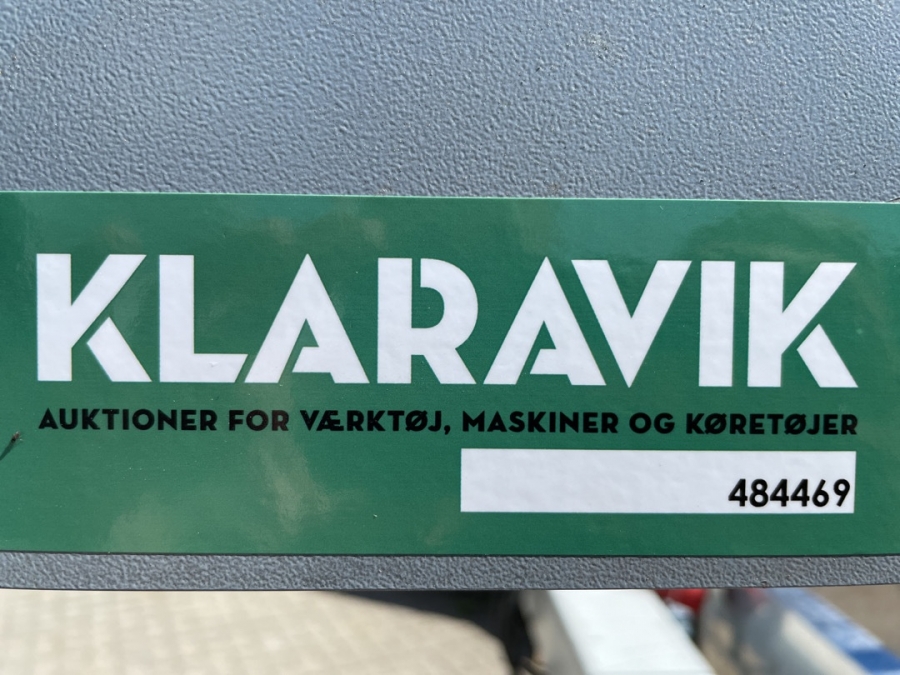 KLARAVIK
AUKTIONER FOR VÆRKTØJ, MASKINER OG KØRETØJER
484469